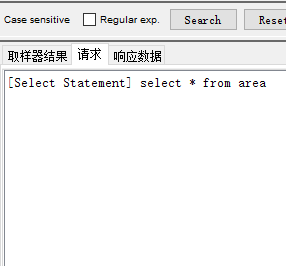 Case sensitive Regular exp. Search Reset
取样器结果 请求 响应数据
[Select Statement] select * from area